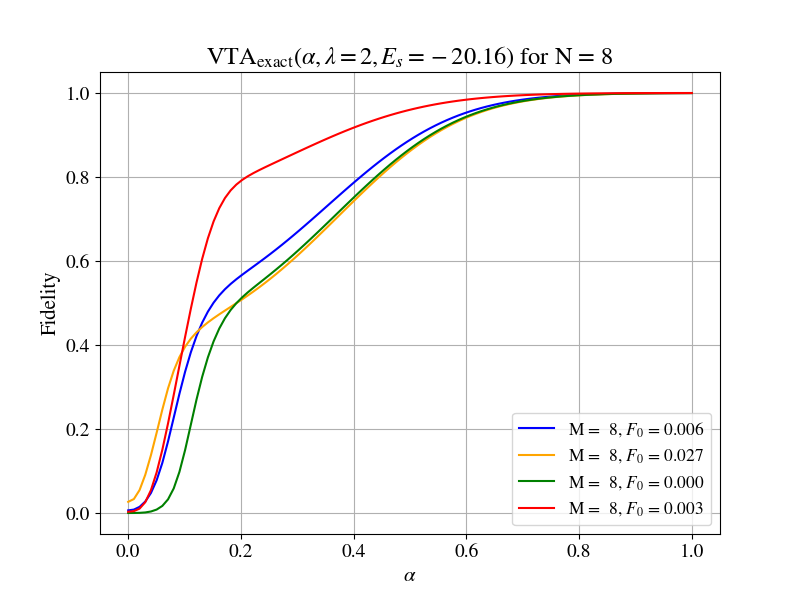 VTA_exact(α, λ = 2, E_s = − 20.16) for N = 8
Fidelity
1.0
0.8
0.6
0.4
0.2
0.0
M = 8, F_0 = 0.006
M = 8, F_0 = 0.027
M = 8, F_0 = 0.000
M = 8, F_0 = 0.003
0.0 0.2 0.4 0.6 0.8 1.0
α